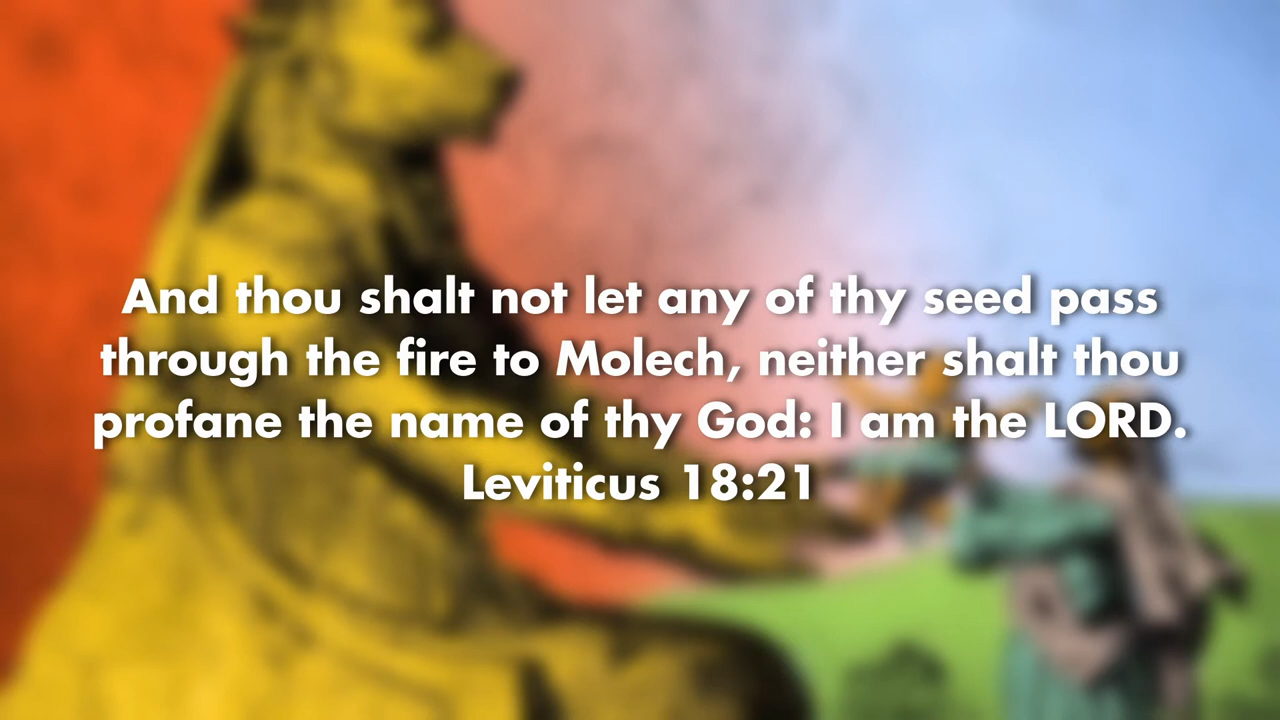 And thou shalt not let any of thy seed pass
through the fire to Molech, neither shalt thou
profane the name of thy God: I am the LORD.
Leviticus 18:21